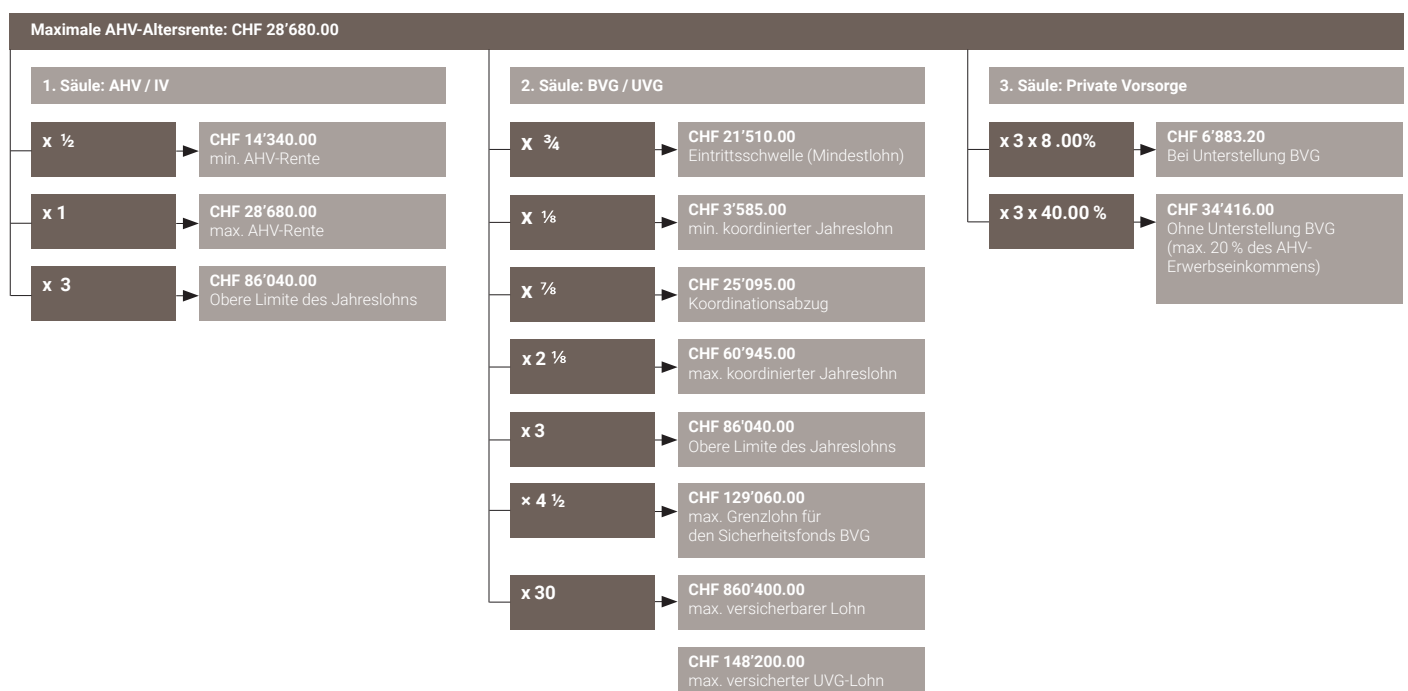 Maximale AHV-Altersrente: CHF 28’680.00
1. Säule: AHV / IV
x ½
CHF 14’340.00
min. AHV-Rente
x 1
CHF 28’680.00
max. AHV-Rente
x 3
CHF 86’040.00
Obere Limite des Jahreslohns
2. Säule: BVG / UVG
x ¾
CHF 21’510.00
Eintrittsschwelle (Mindestlohn)
x ⅛
CHF 3’585.00
min. koordinierter Jahreslohn
x ⅞
CHF 25’095.00
Koordinationsabzug
x 2 ⅛
CHF 60’945.00
max. koordinierter Jahreslohn
x 3
CHF 86'040.00
Obere Limite des Jahreslohns
× 4 ½
CHF 129’060.00
max. Grenzlohn für
den Sicherheitsfonds BVG
x 30
CHF 860’400.00
max. versicherbarer Lohn
CHF 148’200.00
max. versicherter UVG-Lohn
3. Säule: Private Vorsorge
x 3 x 8 .00%
CHF 6’883.20
Bei Unterstellung BVG
x 3 x 40.00 %
CHF 34’416.00
Ohne Unterstellung BVG
(max. 20 % des AHV-
Erwerbseinkommens)